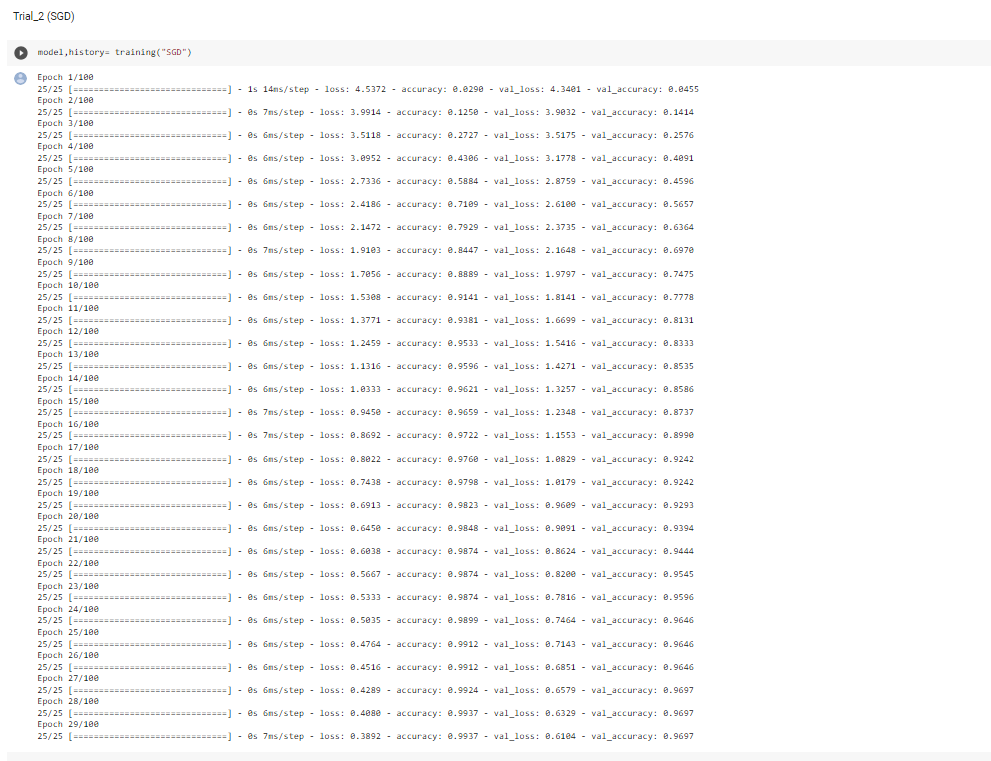 Trial_2 (SGD)
model,history= training("SGD")
Epoch 1/100
25/25 [==============================] - 1s 14ms/step - loss: 4.5372 - accuracy: 0.0290 - val_loss: 4.3401 - val_accuracy: 0.0455
Epoch 2/100
25/25 [==============================] - 0s 7ms/step - loss: 3.9914 - accuracy: 0.1250 - val_loss: 3.9032 - val_accuracy: 0.1414
Epoch 3/100
25/25 [==============================] - 0s 6ms/step - loss: 3.5118 - accuracy: 0.2727 - val_loss: 3.5175 - val_accuracy: 0.2576
Epoch 4/100
25/25 [==============================] - 0s 6ms/step - loss: 3.0952 - accuracy: 0.4306 - val_loss: 3.1778 - val_accuracy: 0.4091
Epoch 5/100
25/25 [==============================] - 0s 6ms/step - loss: 2.7336 - accuracy: 0.5884 - val_loss: 2.8759 - val_accuracy: 0.4596
Epoch 6/100
25/25 [==============================] - 0s 6ms/step - loss: 2.4186 - accuracy: 0.7109 - val_loss: 2.6100 - val_accuracy: 0.5657
Epoch 7/100
25/25 [==============================] - 0s 6ms/step - loss: 2.1472 - accuracy: 0.7929 - val_loss: 2.3735 - val_accuracy: 0.6364
Epoch 8/100
25/25 [==============================] - 0s 7ms/step - loss: 1.9103 - accuracy: 0.8447 - val_loss: 2.1648 - val_accuracy: 0.6970
Epoch 9/100
25/25 [==============================] - 0s 6ms/step - loss: 1.7056 - accuracy: 0.8889 - val_loss: 1.9797 - val_accuracy: 0.7475
Epoch 10/100
25/25 [==============================] - 0s 6ms/step - loss: 1.5308 - accuracy: 0.9141 - val_loss: 1.8141 - val_accuracy: 0.7778
Epoch 11/100
25/25 [==============================] - 0s 6ms/step - loss: 1.3771 - accuracy: 0.9381 - val_loss: 1.6699 - val_accuracy: 0.8131
Epoch 12/100
25/25 [==============================] - 0s 6ms/step - loss: 1.2459 - accuracy: 0.9533 - val_loss: 1.5416 - val_accuracy: 0.8333
Epoch 13/100
25/25 [==============================] - 0s 6ms/step - loss: 1.1316 - accuracy: 0.9596 - val_loss: 1.4271 - val_accuracy: 0.8535
Epoch 14/100
25/25 [==============================] - 0s 6ms/step - loss: 1.0333 - accuracy: 0.9621 - val_loss: 1.3257 - val_accuracy: 0.8586
Epoch 15/100
25/25 [==============================] - 0s 7ms/step - loss: 0.9450 - accuracy: 0.9659 - val_loss: 1.2348 - val_accuracy: 0.8737
Epoch 16/100
25/25 [==============================] - 0s 7ms/step - loss: 0.8692 - accuracy: 0.9722 - val_loss: 1.1553 - val_accuracy: 0.8990
Epoch 17/100
25/25 [==============================] - 0s 6ms/step - loss: 0.8022 - accuracy: 0.9760 - val_loss: 1.0829 - val_accuracy: 0.9242
Epoch 18/100
25/25 [==============================] - 0s 6ms/step - loss: 0.7438 - accuracy: 0.9798 - val_loss: 1.0179 - val_accuracy: 0.9242
Epoch 19/100
25/25 [==============================] - 0s 6ms/step - loss: 0.6913 - accuracy: 0.9823 - val_loss: 0.9609 - val_accuracy: 0.9293
Epoch 20/100
25/25 [==============================] - 0s 6ms/step - loss: 0.6450 - accuracy: 0.9848 - val_loss: 0.9091 - val_accuracy: 0.9394
Epoch 21/100
25/25 [==============================] - 0s 6ms/step - loss: 0.6038 - accuracy: 0.9874 - val_loss: 0.8624 - val_accuracy: 0.9444
Epoch 22/100
25/25 [==============================] - 0s 6ms/step - loss: 0.5667 - accuracy: 0.9874 - val_loss: 0.8200 - val_accuracy: 0.9545
Epoch 23/100
25/25 [==============================] - 0s 6ms/step - loss: 0.5333 - accuracy: 0.9874 - val_loss: 0.7816 - val_accuracy: 0.9596
Epoch 24/100
25/25 [==============================] - 0s 6ms/step - loss: 0.5035 - accuracy: 0.9899 - val_loss: 0.7464 - val_accuracy: 0.9646
Epoch 25/100
25/25 [==============================] - 0s 6ms/step - loss: 0.4764 - accuracy: 0.9912 - val_loss: 0.7143 - val_accuracy: 0.9646
Epoch 26/100
25/25 [==============================] - 0s 6ms/step - loss: 0.4516 - accuracy: 0.9912 - val_loss: 0.6851 - val_accuracy: 0.9646
Epoch 27/100
25/25 [==============================] - 0s 6ms/step - loss: 0.4289 - accuracy: 0.9924 - val_loss: 0.6579 - val_accuracy: 0.9697
Epoch 28/100
25/25 [==============================] - 0s 6ms/step - loss: 0.4080 - accuracy: 0.9937 - val_loss: 0.6329 - val_accuracy: 0.9697
Epoch 29/100
25/25 [==============================] - 0s 7ms/step - loss: 0.3892 - accuracy: 0.9937 - val_loss: 0.6104 - val_accuracy: 0.9697